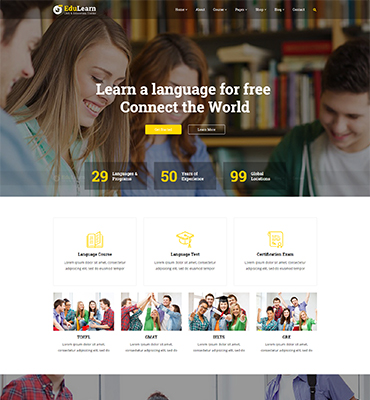 EduLearn
Home About Course Pages Shop Blog Contact
Learn a language for free
Connect the World
Learn More
29 Languages & Programs
50 Years of Experience
99 Global Locations
Language Course
Language Test
Certification Exam
Lorem ipsum dolor sit amet, consectetur
adipiscing elit sed do eiusmod tempor
Lorem ipsum dolor sit amet, consectetur
adipiscing elit sed do eiusmod tempor
Lorem ipsum dolor sit amet, consectetur
adipiscing elit sed do eiusmod tempor
TOEFL
GMAT
IELTS
GRE
Lorem ipsum dolor sit amet,
consectetur adipiscing elit sed do
Lorem ipsum dolor sit amet,
consectetur adipiscing elit sed do
Lorem ipsum dolor sit amet,
consectetur adipiscing elit sed do
Lorem ipsum dolor sit amet,
consectetur adipiscing elit sed do